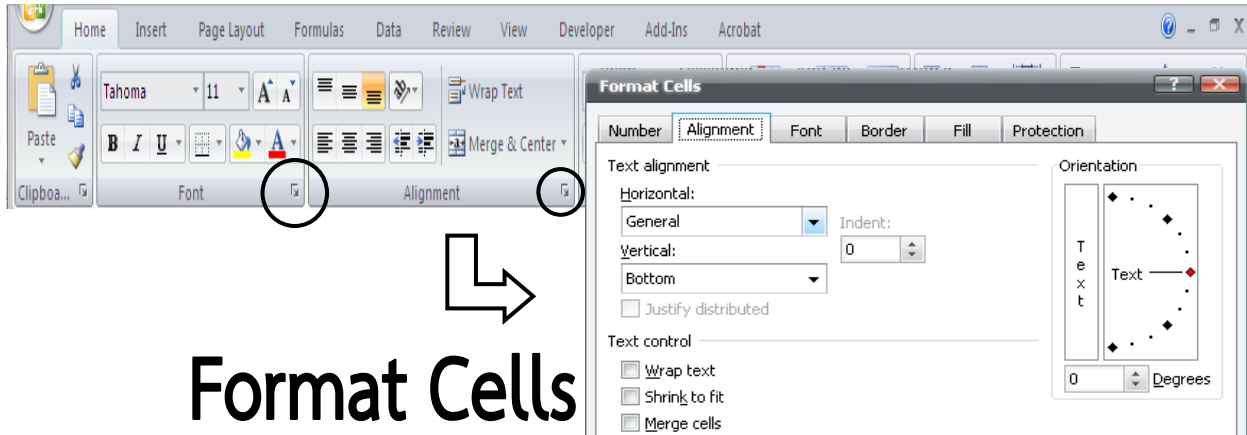 Home Insert Page Layout Formulas Data Review View Developer Add-Ins Acrobat
Tahoma 11 A A Wrap Text
Paste B I U A Merge & Center
Clipboa... Font Alignment
Format Cells
Number Alignment Font Border Fill Protection
Text alignment
Horizontal:
General
Indent:
0
Vertical:
Bottom
Justify distributed
Text control
Wrap text
Shrink to fit
Merge cells
Orientation
Text
Text
0 Degrees
Format Cells